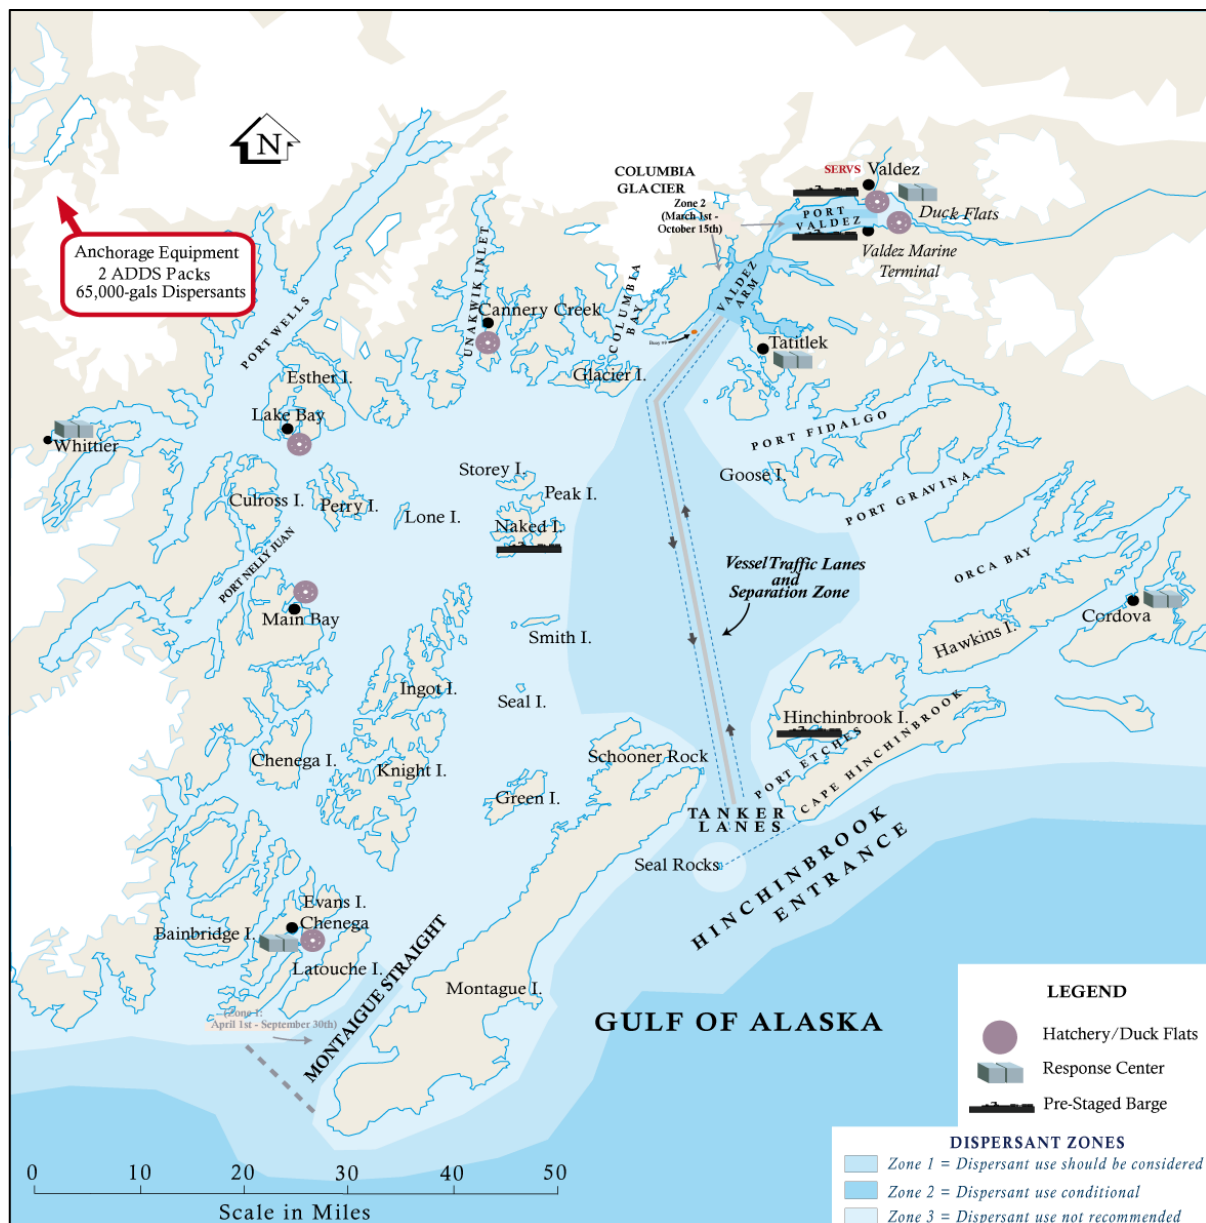 N
COLUMBIA
GLACIER
Zone 2
(March 1st -
October 15th)
SERVS
Valdez
PORT
VALDEZ
Duck Flats
Valdez Marine
Terminal
VALDEZ
ARM
Anchorage Equipment
2 ADDS Packs
65,000-gals Dispersants
PORT WELLS
UNAKWIK INLET
COLUMBIA
BAY
Cannery Creek
Tatitlek
Glacier I.
Esther I.
Lake Bay
Whittier
PORT FIDALGO
Goose I.
PORT GRAVINA
Storey I.
Peak I.
Culross I.
Perry I.
Lone I.
Naked I.
PORT NELLY JUAN
Vessel Traffic Lanes
and
Separation Zone
ORCA BAY
Cordova
Main Bay
Smith I.
Hawkins I.
Ingot I.
Seal I.
Hinchinbrook I.
Schooner Rock
Chenega I.
Knight I.
Green I.
PORT ETCHES
CAPE HINCHINBROOK
TANKER
LANES
Seal Rocks
HINCHINBROOK
ENTRANCE
Evans I.
Chenega
Bainbridge I.
Latouche I.
Montague I.
MONTAIGUE STRAIGHT
(Zone I:
April 1st - September 30th)
GULF OF ALASKA
LEGEND
Hatchery/Duck Flats
Response Center
Pre-Staged Barge
DISPERSANT ZONES
Zone 1 = Dispersant use should be considered
Zone 2 = Dispersant use conditional
Zone 3 = Dispersant use not recommended
0 10 20 30 40 50
Scale in Miles